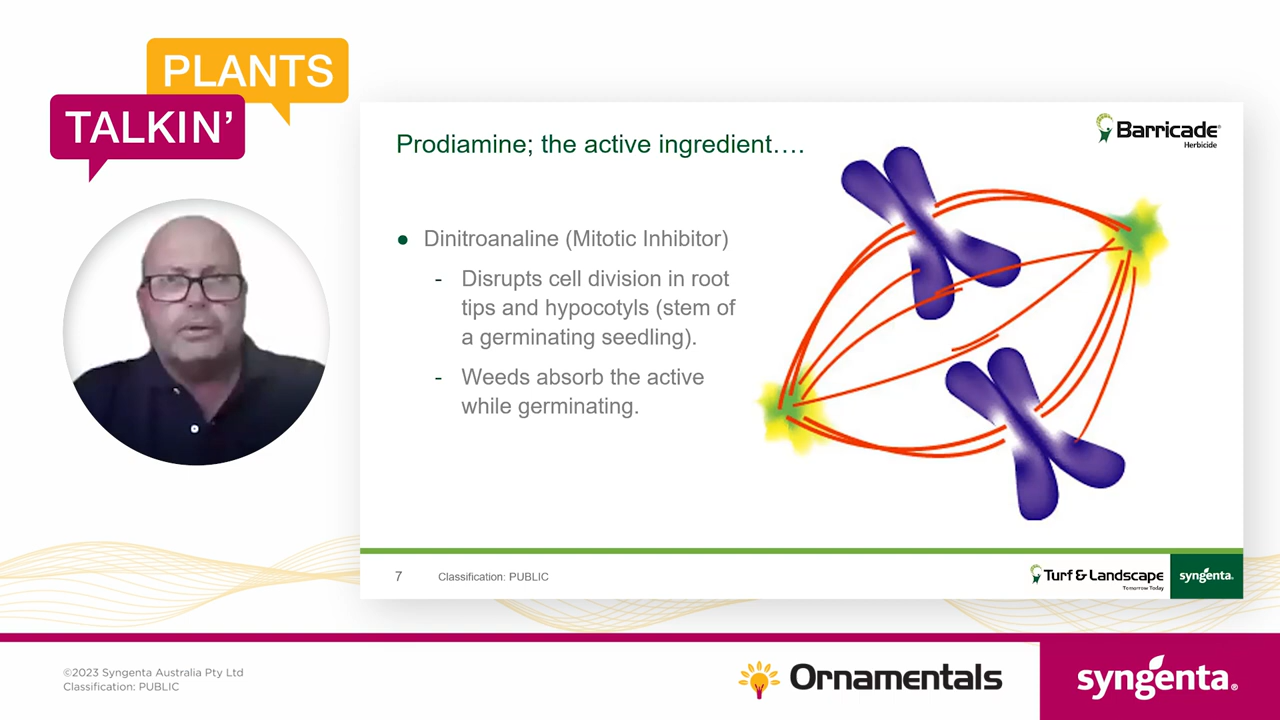 PLANTS
TALKIN’
Prodiamine; the active ingredient….
Barricade®
Herbicide
● Dinitroanaline (Mitotic Inhibitor)
- Disrupts cell division in root
tips and hypocotyls (stem of
a germinating seedling).
- Weeds absorb the active
while germinating.
7
Classification: PUBLIC
Turf & Landscape
Tomorrow Today
syngenta.
©2023 Syngenta Australia Pty Ltd
Classification: PUBLIC
Ornamentals
syngenta®